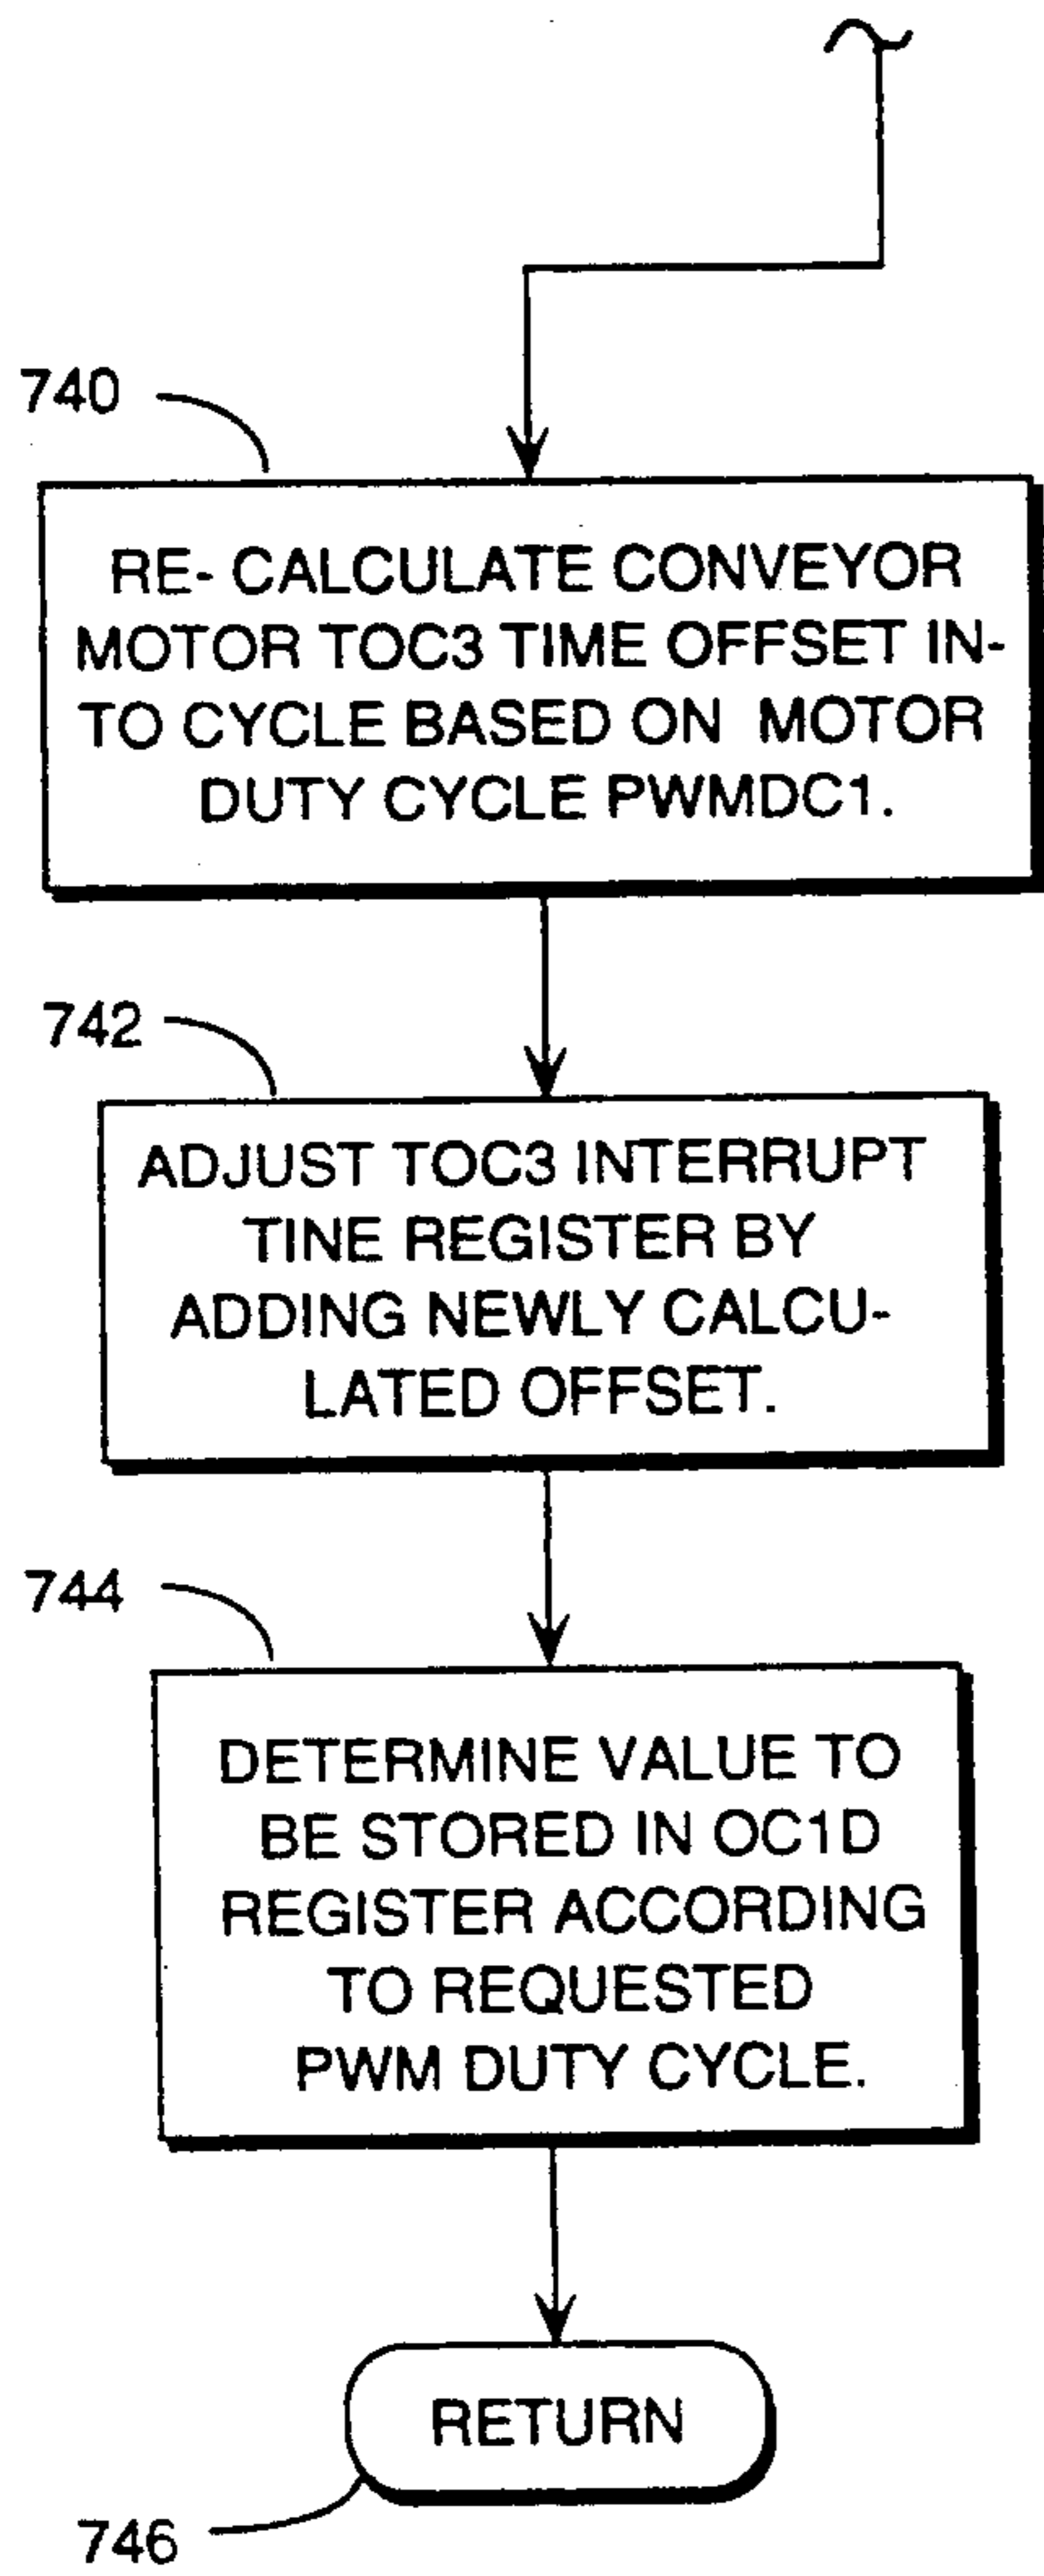 740
RE- CALCULATE CONVEYOR
MOTOR TOC3 TIME OFFSET IN-
TO CYCLE BASED ON MOTOR
DUTY CYCLE PWMDC1.
742
ADJUST TOC3 INTERRUPT
TINE REGISTER BY
ADDING NEWLY CALCU-
LATED OFFSET.
744
DETERMINE VALUE TO
BE STORED IN OC1D
REGISTER ACCORDING
TO REQUESTED
PWM DUTY CYCLE.
RETURN
746